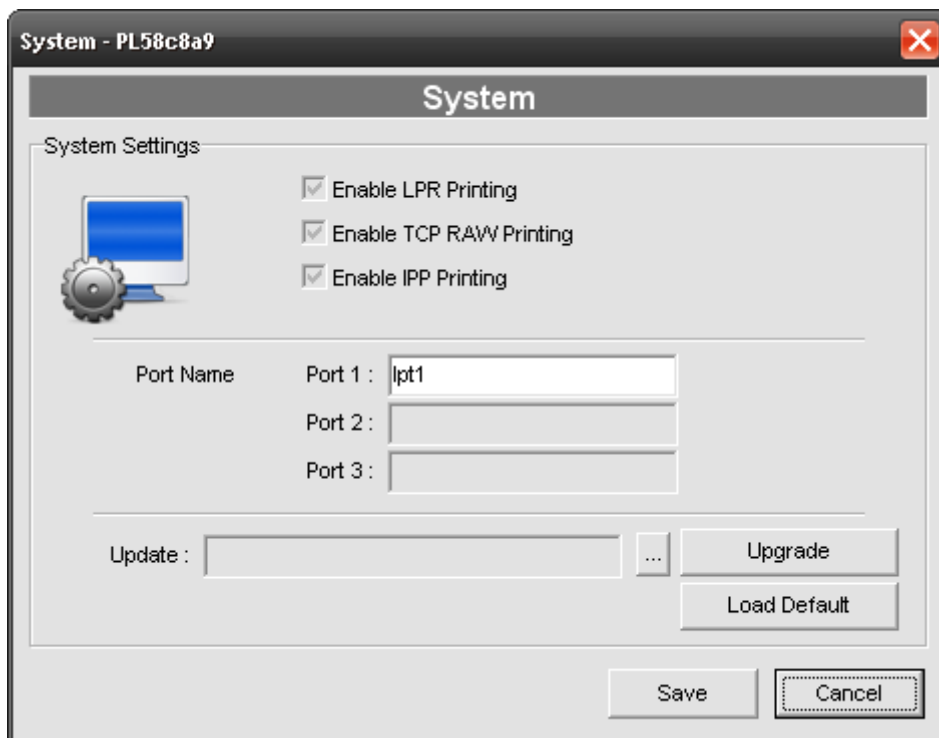 System - PL58c8a9
System
System Settings
Enable LPR Printing
Enable TCP RAW Printing
Enable IPP Printing
Port Name Port 1 : lpt1
Port 2 :
Port 3 :
Update : ... Upgrade
Load Default
Save Cancel